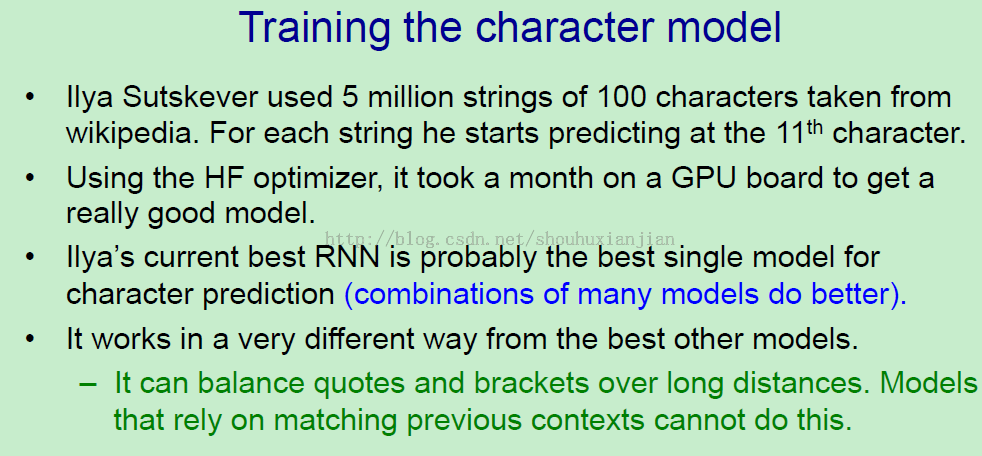 Training the character model
• Ilya Sutskever used 5 million strings of 100 characters taken from
wikipedia. For each string he starts predicting at the 11th character.
• Using the HF optimizer, it took a month on a GPU board to get a
really good model.
http://blog.csdn.net/shouhuxianjian
• Ilya's current best RNN is probably the best single model for
character prediction (combinations of many models do better).
• It works in a very different way from the best other models.
– It can balance quotes and brackets over long distances. Models
that rely on matching previous contexts cannot do this.